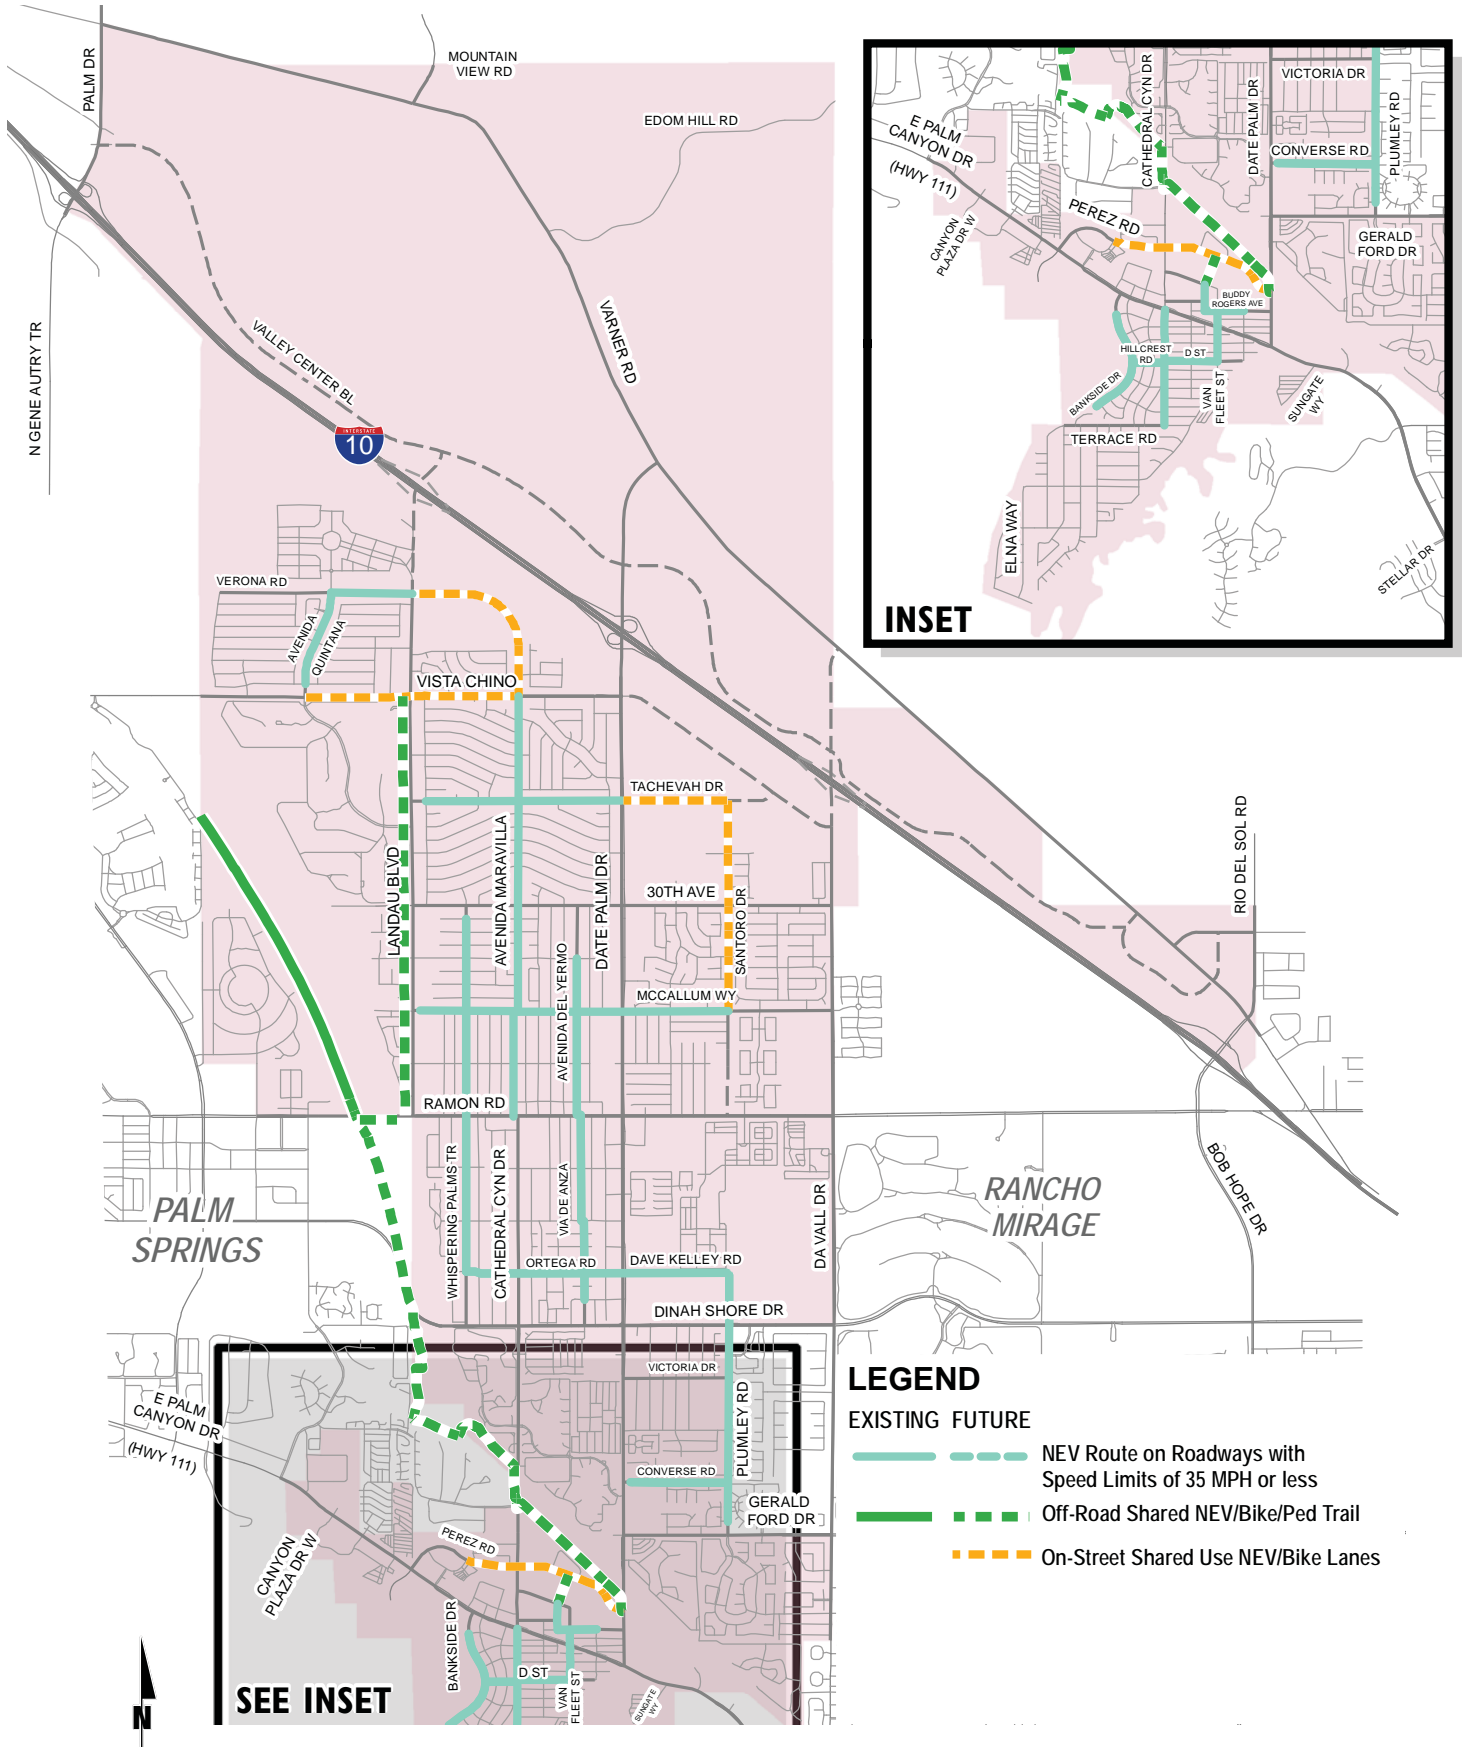 PALM DR
MOUNTAIN
VIEW RD
EDOM HILL RD
N GENE AUTRY TR
VALLEY CENTER BL
VARNER RD
INTERSTATE
10
VERONA RD
AVENIDA
QUINTANA
VISTA CHINO
TACHEVAH DR
LANDAU BLVD
AVENIDA MARAVILLA
DATE PALM DR
30TH AVE
SANTORO DR
AVENIDA DEL YERMO
MCCALLUM WY
RIO DEL SOL RD
RAMON RD
WHISPERING PALMS TR
CATHEDRAL CYN DR
VIA DE ANZA
DA VALL DR
BOB HOPE DR
PALM
SPRINGS
RANCHO
MIRAGE
ORTEGA RD
DAVE KELLEY RD
DINAH SHORE DR
VICTORIA DR
PLUMLEY RD
CONVERSE RD
GERALD
FORD DR
E PALM
CANYON DR
(HWY 111)
CANYON
PLAZA DR W
PEREZ RD
BANKSIDE DR
D ST
VAN
FLEET ST
SUNGATE
WY
SEE INSET
N
E PALM
CANYON DR
(HWY 111)
CATHEDRAL CYN DR
DATE PALM DR
VICTORIA DR
PLUMLEY RD
CONVERSE RD
CANYON
PLAZA DR W
PEREZ RD
GERALD
FORD DR
BUDDY
ROGERS AVE
HILLCREST
RD
D ST
BANKSIDE DR
VAN
FLEET ST
SUNGATE
WY
TERRACE RD
ELNA WAY
STELLAR DR
INSET
LEGEND
EXISTING FUTURE
NEV Route on Roadways with
Speed Limits of 35 MPH or less
Off-Road Shared NEV/Bike/Ped Trail
On-Street Shared Use NEV/Bike Lanes